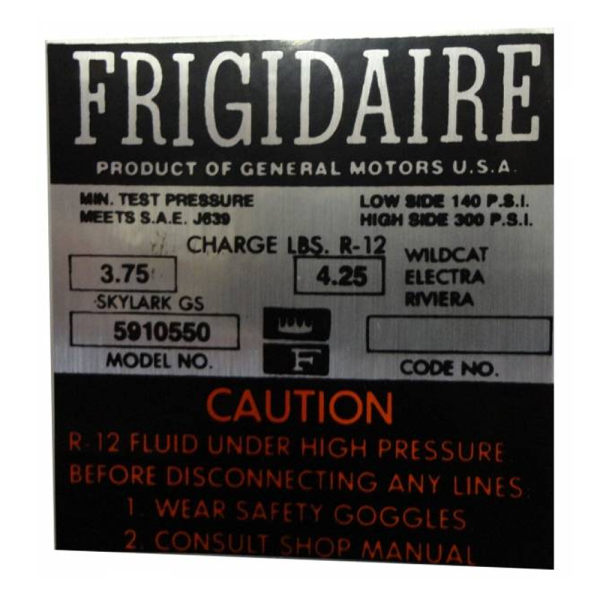 FRIGIDAIRE
PRODUCT OF GENERAL MOTORS U.S.A.
MIN. TEST PRESSURE
MEETS S.A.E. J639
LOW SIDE 140 P.S.I.
HIGH SIDE 300 P.S.I.
CHARGE LBS. R-12
3.75
SKYLARK GS
4.25
WILDCAT
ELECTRA
RIVIERA
5910550
MODEL NO.
F
CODE NO.
CAUTION
R-12 FLUID UNDER HIGH PRESSURE
BEFORE DISCONNECTING ANY LINES:
1. WEAR SAFETY GOGGLES
2. CONSULT SHOP MANUAL